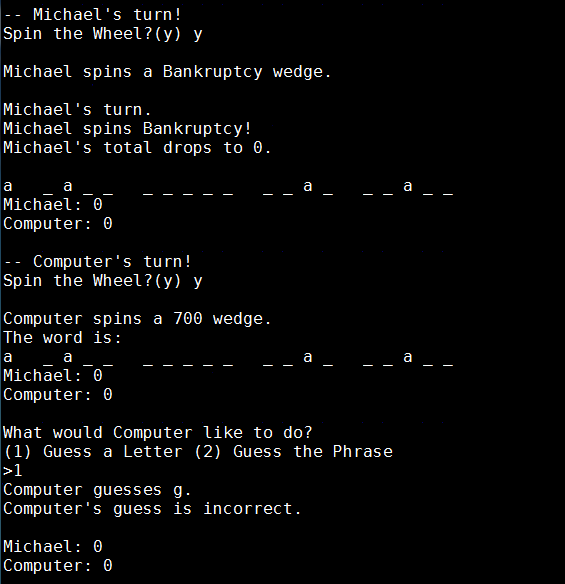 -- Michael's turn!
Spin the Wheel?(y) y
Michael spins a Bankruptcy wedge.
Michael's turn.
Michael spins Bankruptcy!
Michael's total drops to 0.
a   _ a _ _   _ _ _ _ _   _ _ a _   _ _ a _ _
Michael: 0
Computer: 0
-- Computer's turn!
Spin the Wheel?(y) y
Computer spins a 700 wedge.
The word is:
a   _ a _ _   _ _ _ _ _   _ _ a _   _ _ a _ _
Michael: 0
Computer: 0
What would Computer like to do?
(1) Guess a Letter (2) Guess the Phrase
>1
Computer guesses g.
Computer's guess is incorrect.
Michael: 0
Computer: 0